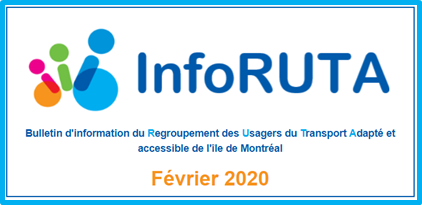 InfoRUTA
Bulletin d'information du Regroupement des Usagers du Transport Adapté et
accessible de l'île de Montréal
Février 2020